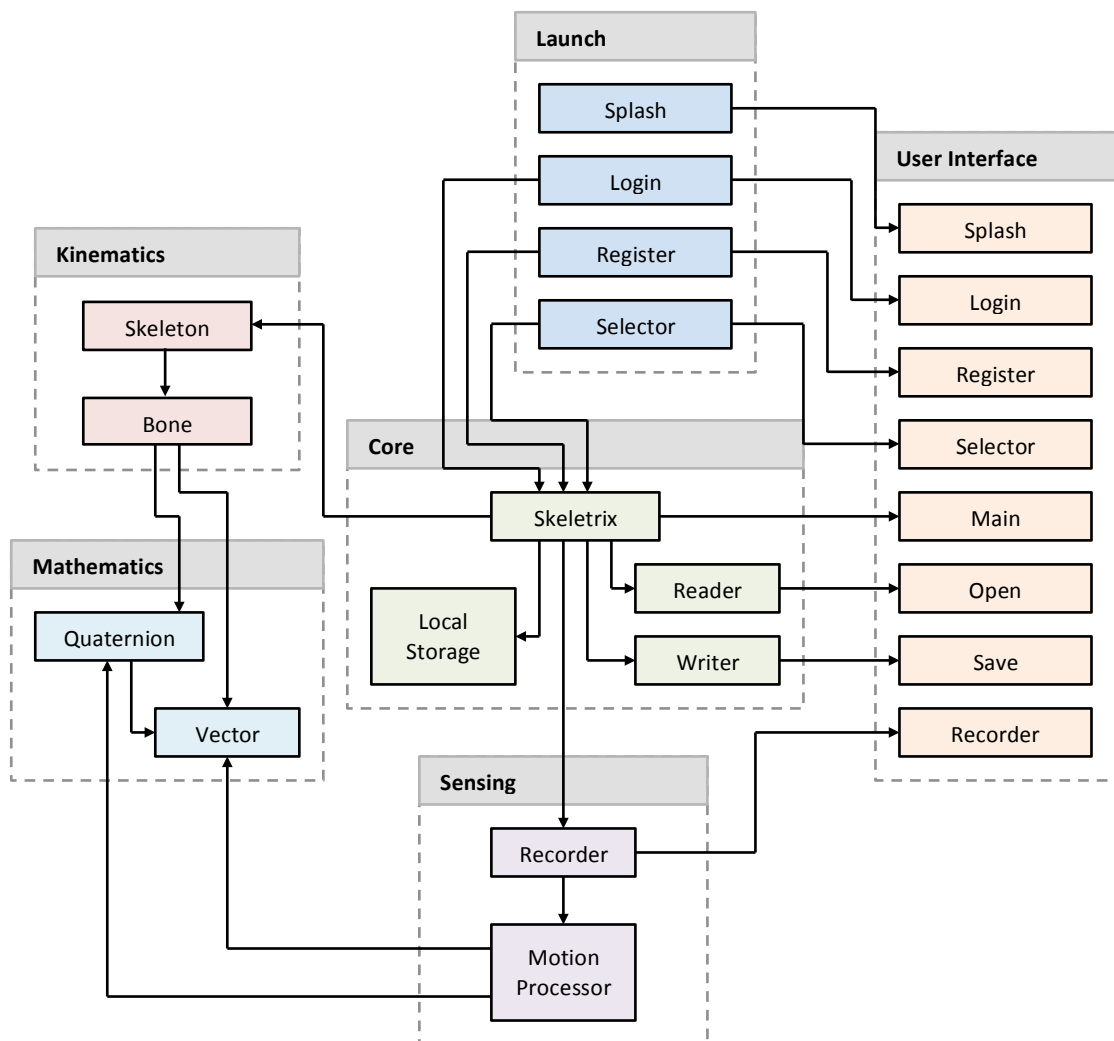 Launch
Splash
Login
Register
Selector
User Interface
Splash
Login
Register
Selector
Main
Open
Save
Recorder
Kinematics
Skeleton
Bone
Core
Skeletrix
Reader
Local
Storage
Writer
Mathematics
Quaternion
Vector
Sensing
Recorder
Motion
Processor